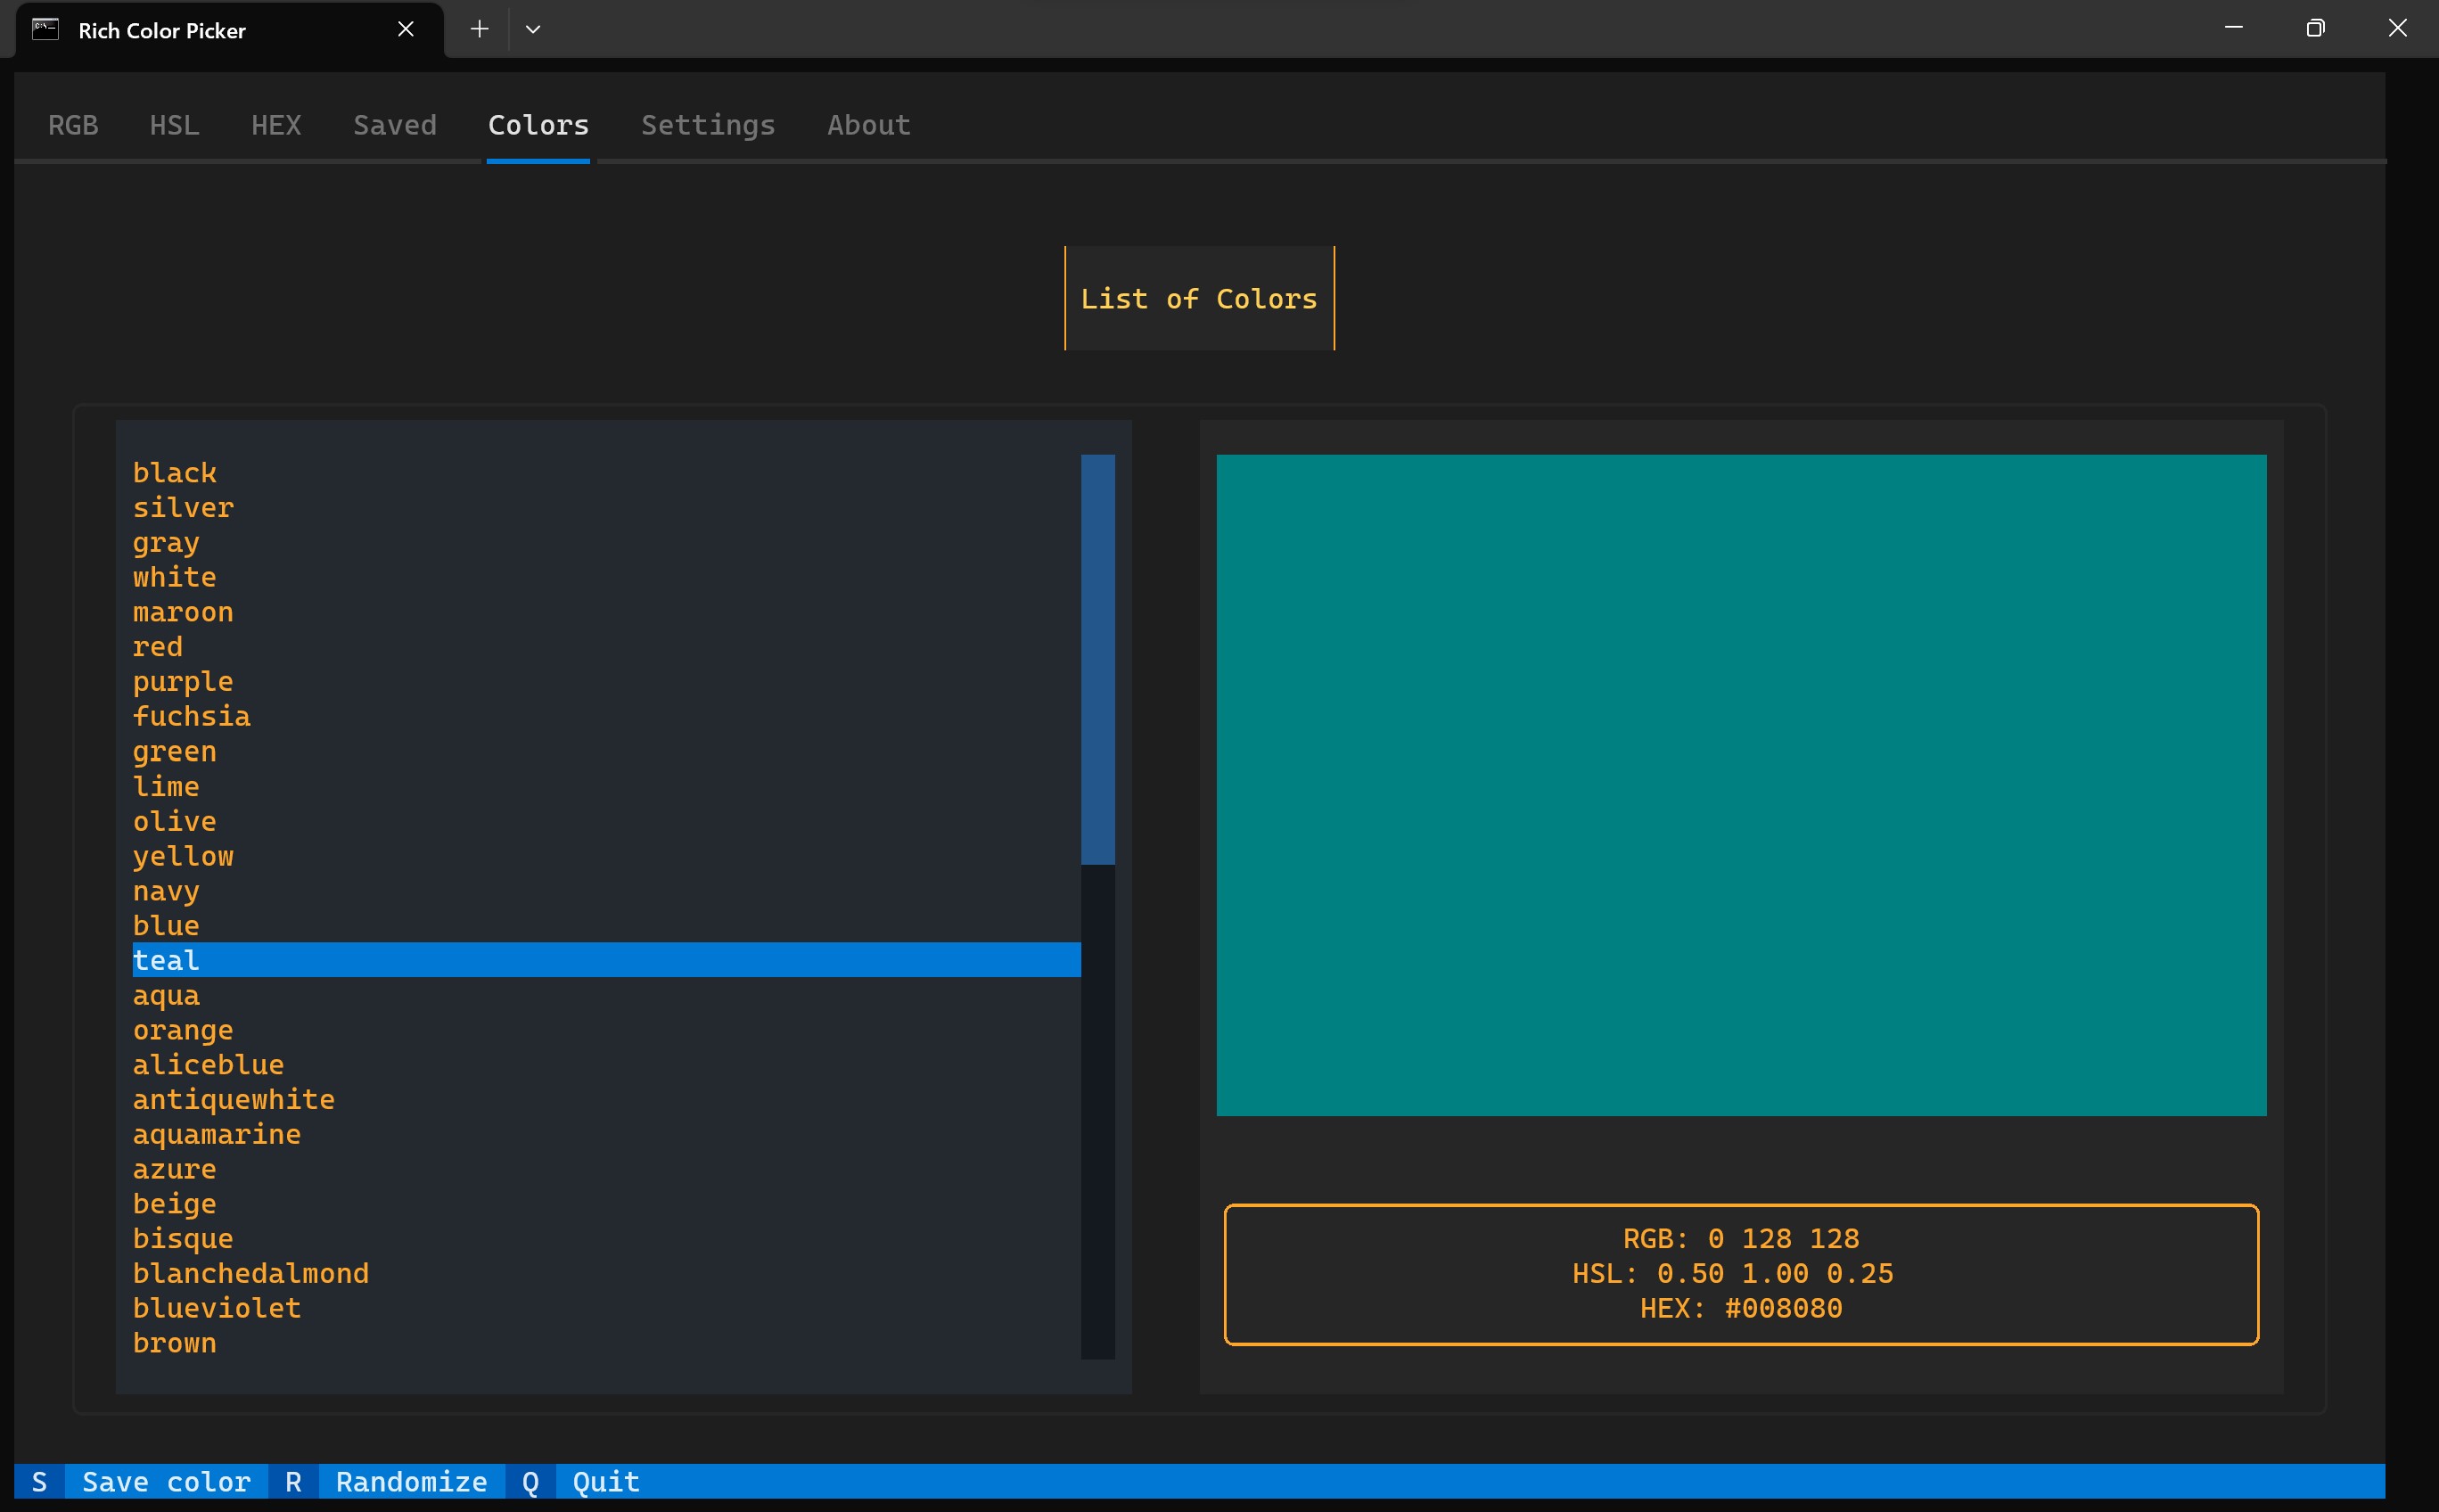 Rich Color Picker
RGB HSL HEX Saved Colors Settings About
List of Colors
black
silver
gray
white
maroon
red
purple
fuchsia
green
lime
olive
yellow
navy
blue
teal
aqua
orange
aliceblue
antiquewhite
aquamarine
azure
beige
bisque
blanchedalmond
blueviolet
brown
RGB: 0 128 128
HSL: 0.50 1.00 0.25
HEX: #008080
S Save color R Randomize Q Quit